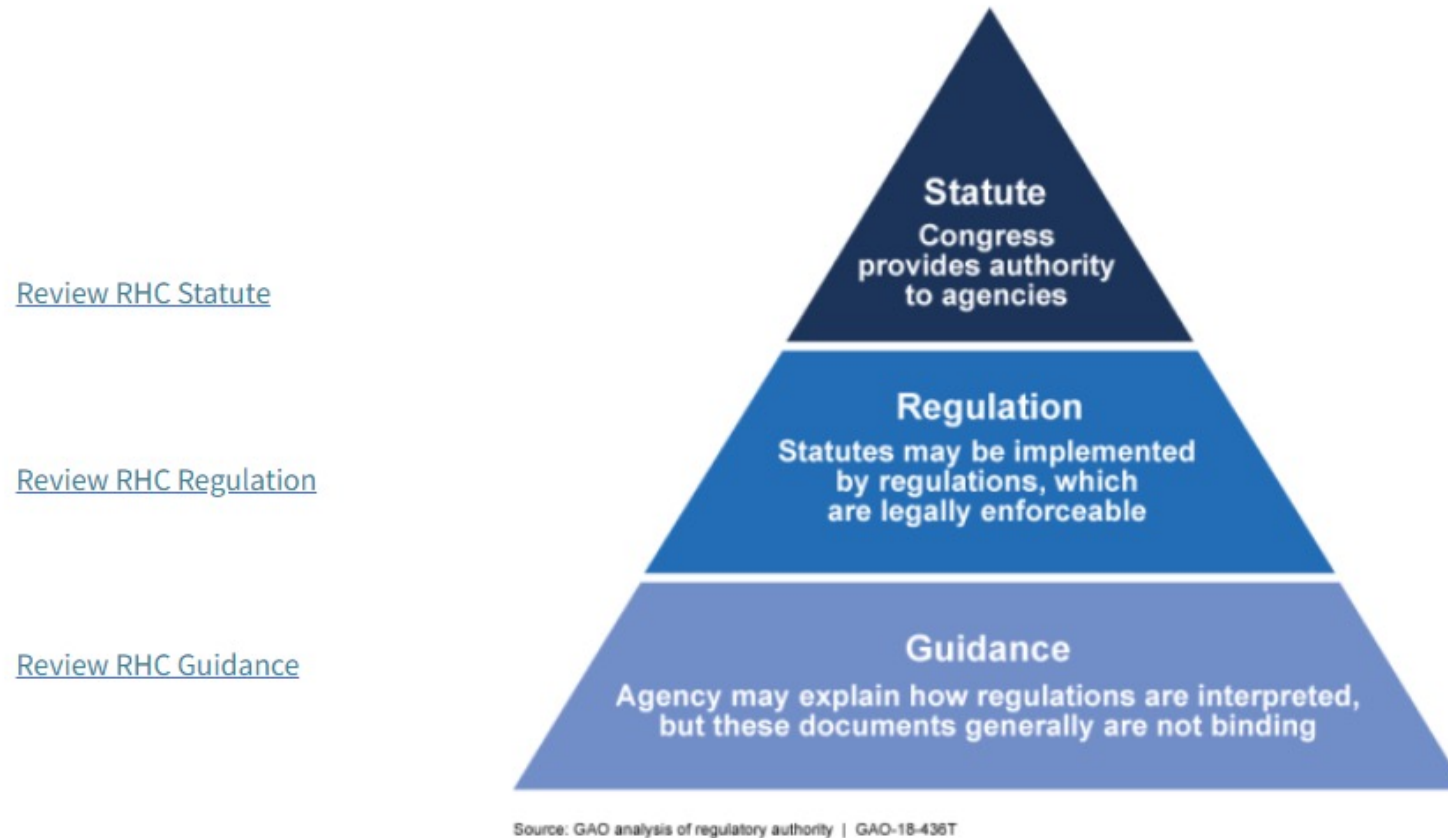 Statute
Congress
provides authority
to agencies
Review RHC Statute
Regulation
Statutes may be implemented
by regulations, which
are legally enforceable
Review RHC Regulation
Guidance
Agency may explain how regulations are interpreted,
but these documents generally are not binding
Review RHC Guidance
Source: GAO analysis of regulatory authority | GAO-18-436T